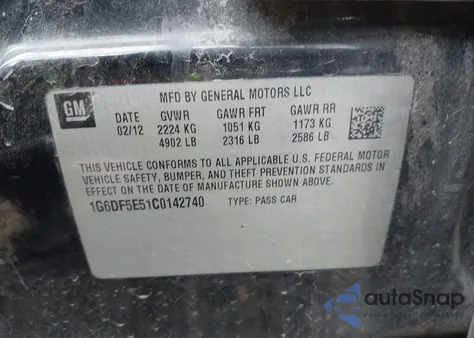 GM
MFD BY GENERAL MOTORS LLC
DATE GVWR GAWR FRT GAWR RR
02/12 2224 KG 1051 KG 1173 KG
4902 LB 2316 LB 2586 LB
THIS VEHICLE CONFORMS TO ALL APPLICABLE U.S. FEDERAL MOTOR
VEHICLE SAFETY, BUMPER, AND THEFT PREVENTION STANDARDS IN
EFFECT ON THE DATE OF MANUFACTURE SHOWN ABOVE.
1G6DF5E51C0142740 TYPE: PASS CAR
autoSnap